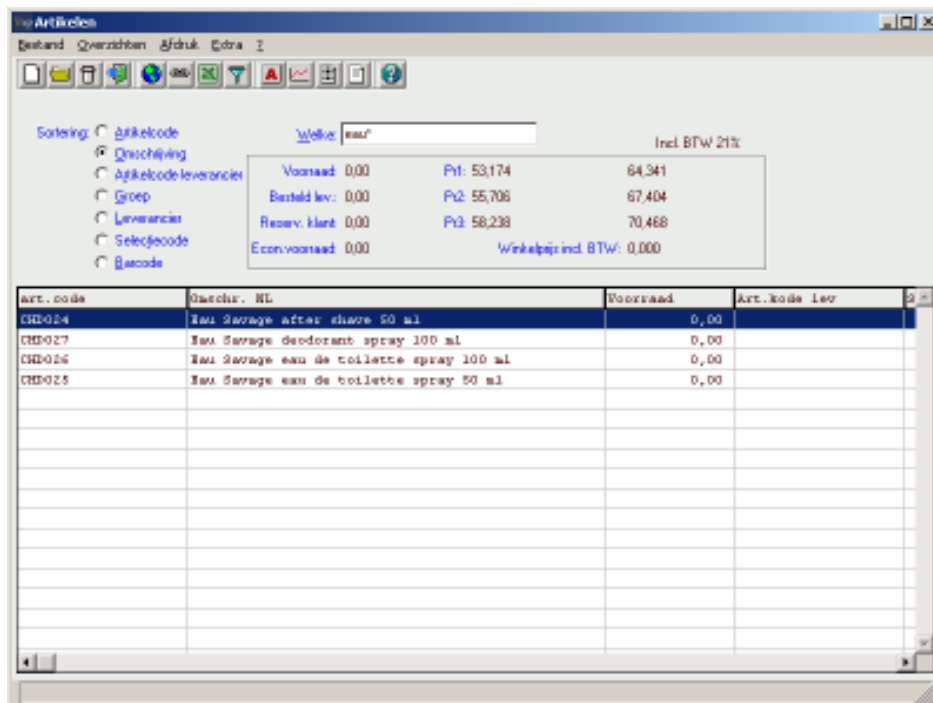 Artikelen
Bestand Overzichten Afdruk Extra ?
Sortering: Artikelcode
Omschrijving
Artikelcode leverancier
Groep
Leverancier
Selectiecode
Barcode
Welke: eau*
Incl. BTW 21%
Voorraad: 0,00 Pr1: 53,174 64,341
Besteld lev.: 0,00 Pr2: 55,706 67,404
Reserv. klant: 0,00 Pr3: 58,238 70,468
Econ.voorraad: 0,00 Winkelprijs incl. BTW: 0,000
art.code Omschr. NL Voorraad Art.kode lev
CHD024 Eau Savage after shave 50 ml 0,00
CHD027 Eau Savage deodorant spray 100 ml 0,00
CHD026 Eau Savage eau de toilette spray 100 ml 0,00
CHD025 Eau Savage eau de toilette spray 50 ml 0,00